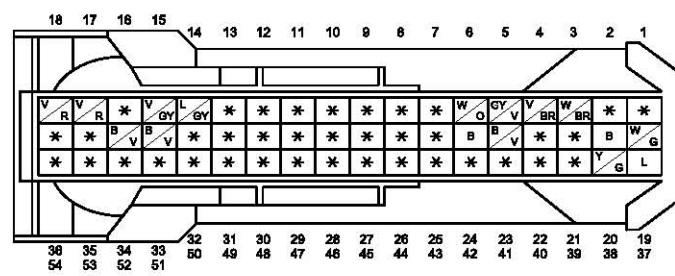 18 17 16 15 14 13 12 11 10 9 8 7 6 5 4 3 2 1
V/R V/R * V/GY L/GY * * * * * * * W/O GY/V V/BR W/BR * *
* * B/V B/V * * * * * * * * B B/V * * B W/G
* * * * * * * * * * * * * * * * Y/G L
36 35 34 33 32 31 30 29 28 27 26 25 24 23 22 21 20 19
54 53 52 51 50 49 48 47 46 45 44 43 42 41 40 39 38 37